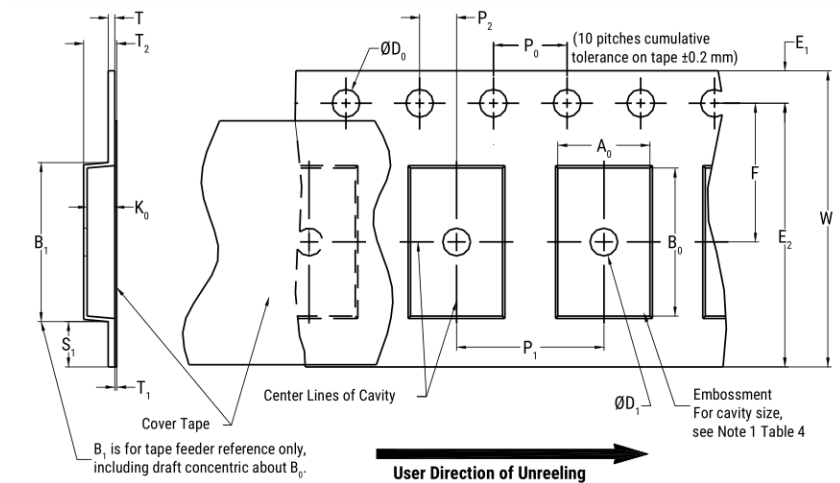 T
T2
P2
ØD0
P0
(10 pitches cumulative
tolerance on tape ±0.2 mm)
E1
A0
F
W
K0
B1
B0
E2
S1
P1
T1
Center Lines of Cavity
ØD1
Embossment
For cavity size,
see Note 1 Table 4
Cover Tape
B1 is for tape feeder reference only,
including draft concentric about B0.
User Direction of Unreeling